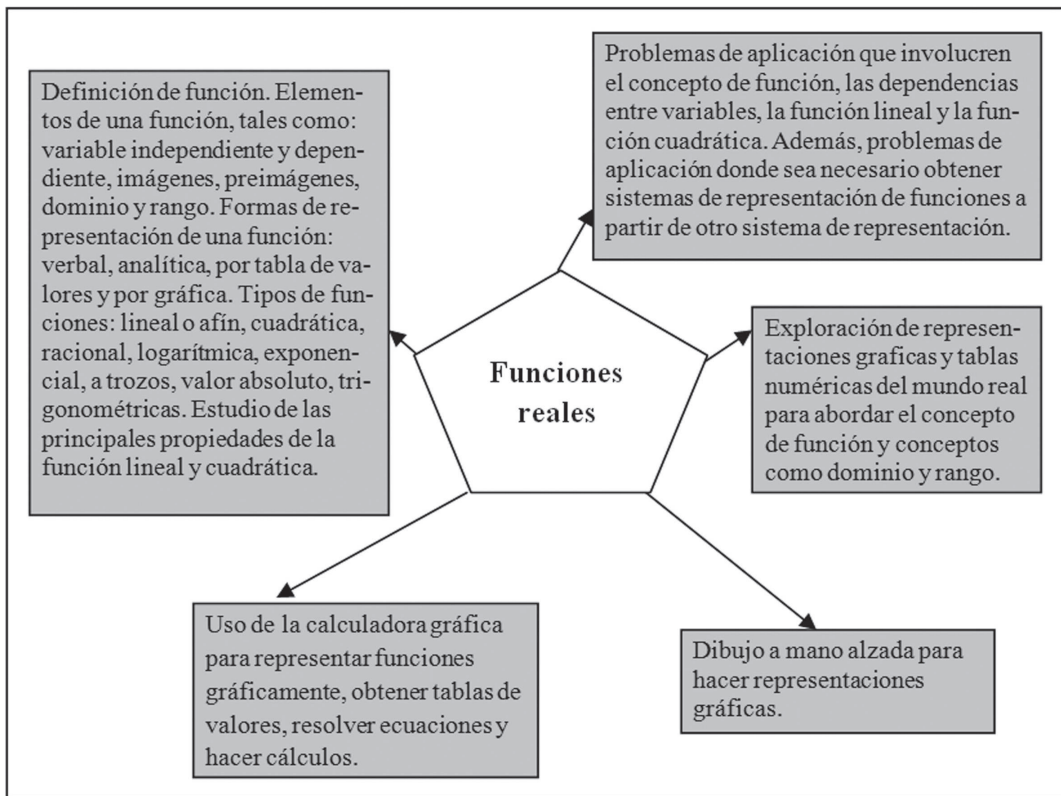 Definición de función. Elemen-
tos de una función, tales como:
variable independiente y depen-
diente, imágenes, preimágenes,
dominio y rango. Formas de re-
presentación de una función:
verbal, analítica, por tabla de va-
lores y por gráfica. Tipos de fun-
ciones: lineal o afín, cuadrática,
racional, logarítmica, exponen-
cial, a trozos, valor absoluto, tri-
gonométricas. Estudio de las
principales propiedades de la
función lineal y cuadrática.
Problemas de aplicación que involucren
el concepto de función, las dependencias
entre variables, la función lineal y la fun-
ción cuadrática. Además, problemas de
aplicación donde sea necesario obtener
sistemas de representación de funciones a
partir de otro sistema de representación.
Funciones
reales
Exploración de represen-
taciones graficas y tablas
numéricas del mundo real
para abordar el concepto
de función y conceptos
como dominio y rango.
Uso de la calculadora gráfica
para representar funciones
gráficamente, obtener tablas de
valores, resolver ecuaciones y
hacer cálculos.
Dibujo a mano alzada para
hacer representaciones
gráficas.